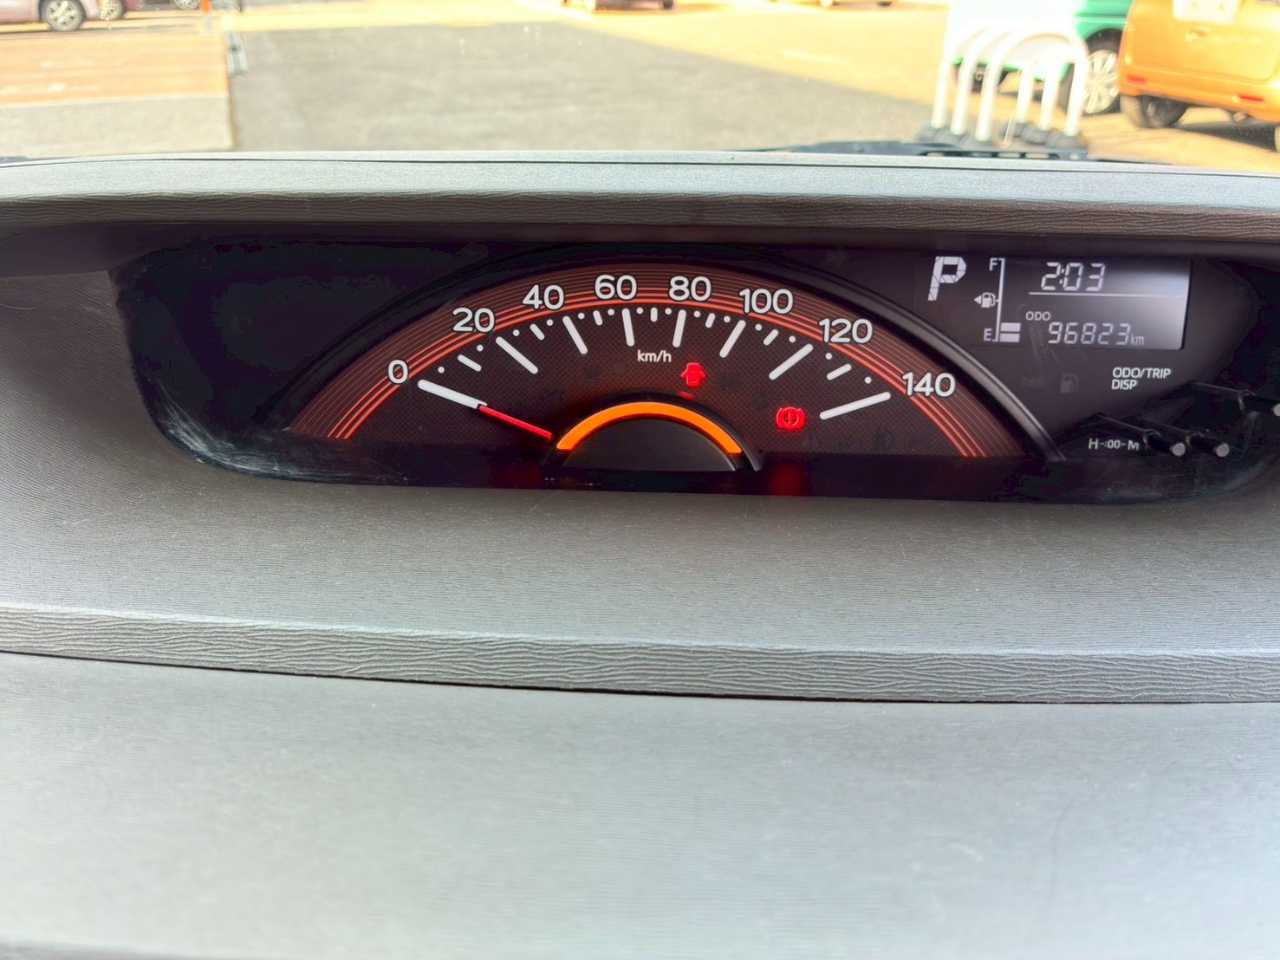 0
20
40
60
80
100
120
140
km/h
P
F
E
2:03
ODO
96823km
ODO/TRIP
DISP
H-:00-M